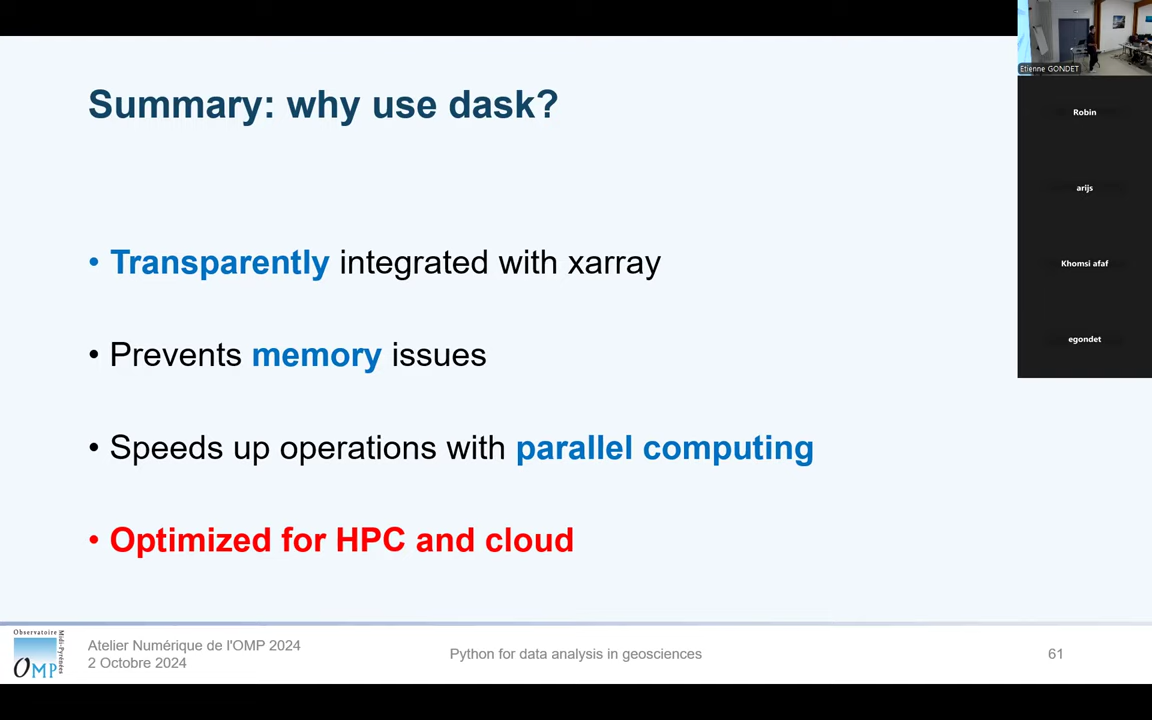 Summary: why use dask?
• Transparently integrated with xarray
• Prevents memory issues
• Speeds up operations with parallel computing
• Optimized for HPC and cloud
Observatoire
Midi-Pyrénées
OMP
Atelier Numérique de l'OMP 2024
2 Octobre 2024
Python for data analysis in geosciences
61
Etienne GONDET
Robin
arijs
Khomsi afaf
egondet